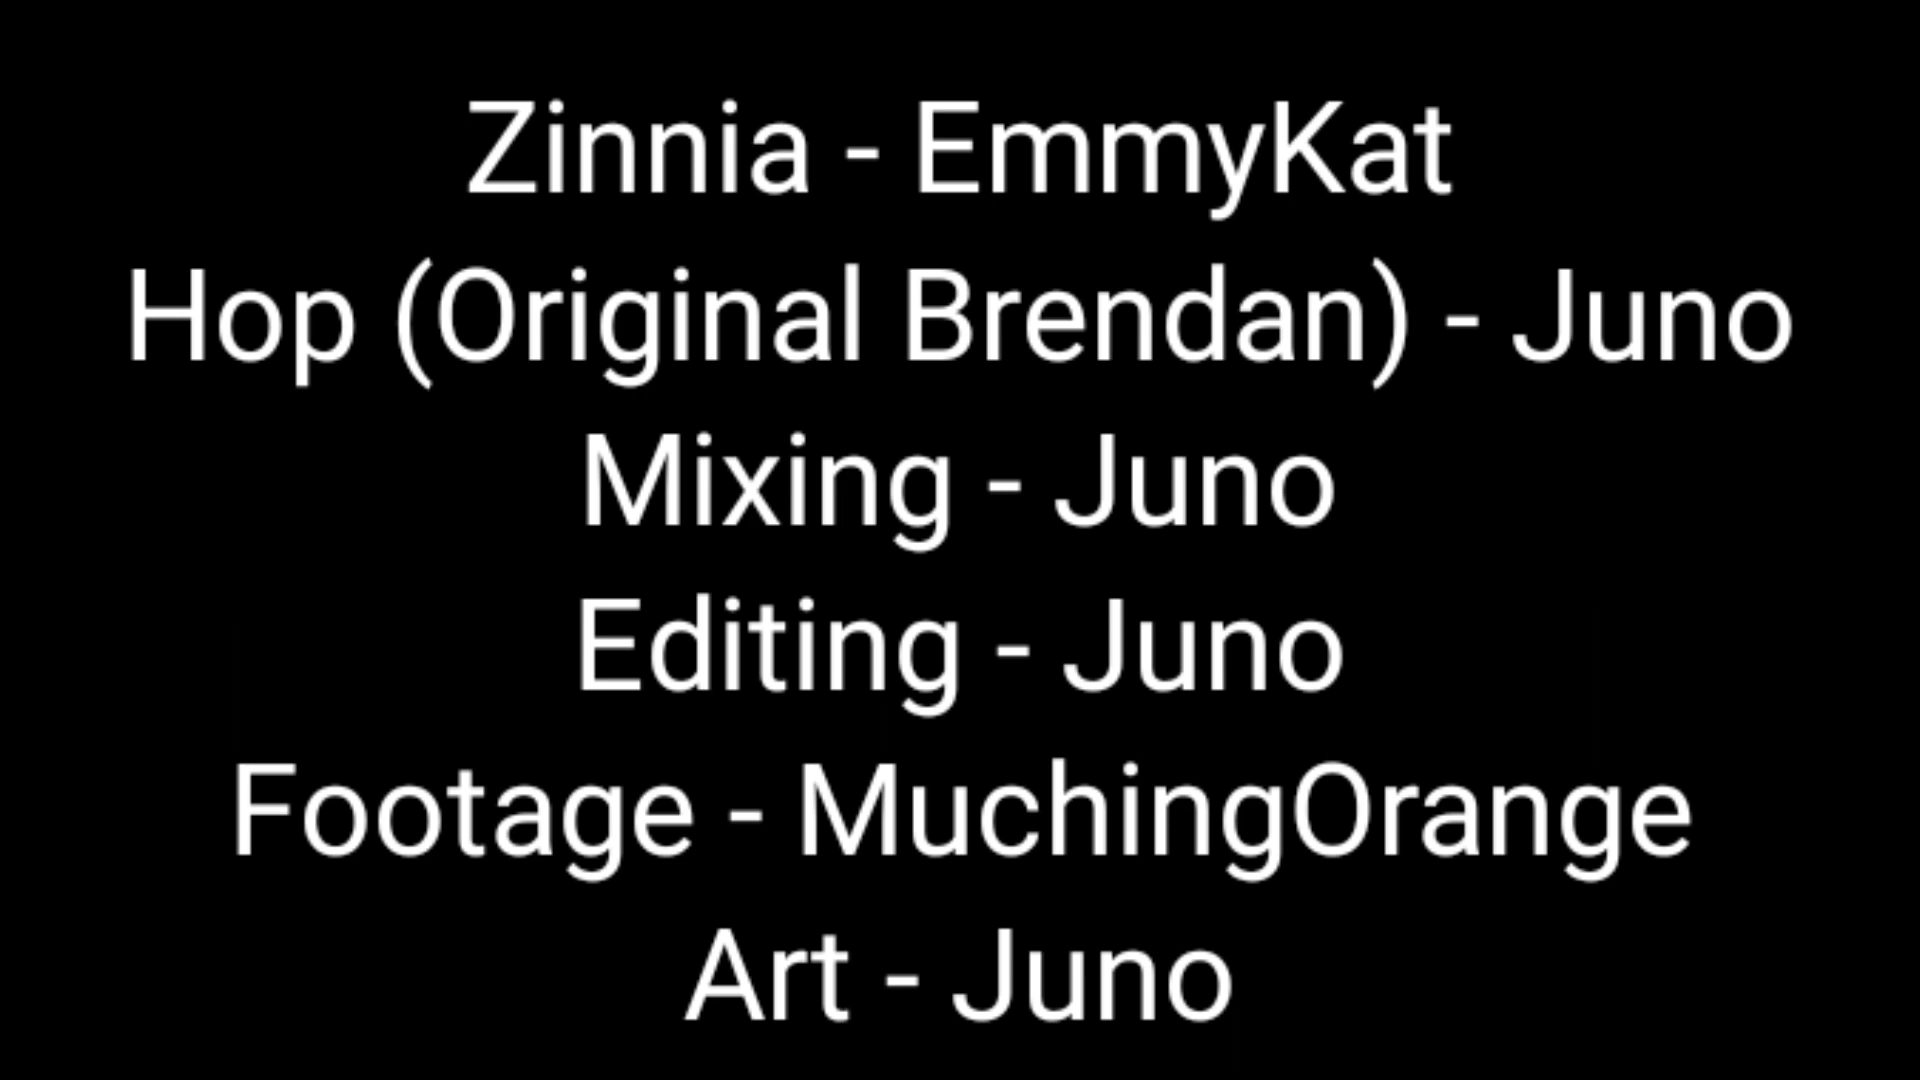 Zinnia - EmmyKat
Hop (Original Brendan) - Juno
Mixing - Juno
Editing - Juno
Footage - MuchingOrange
Art - Juno